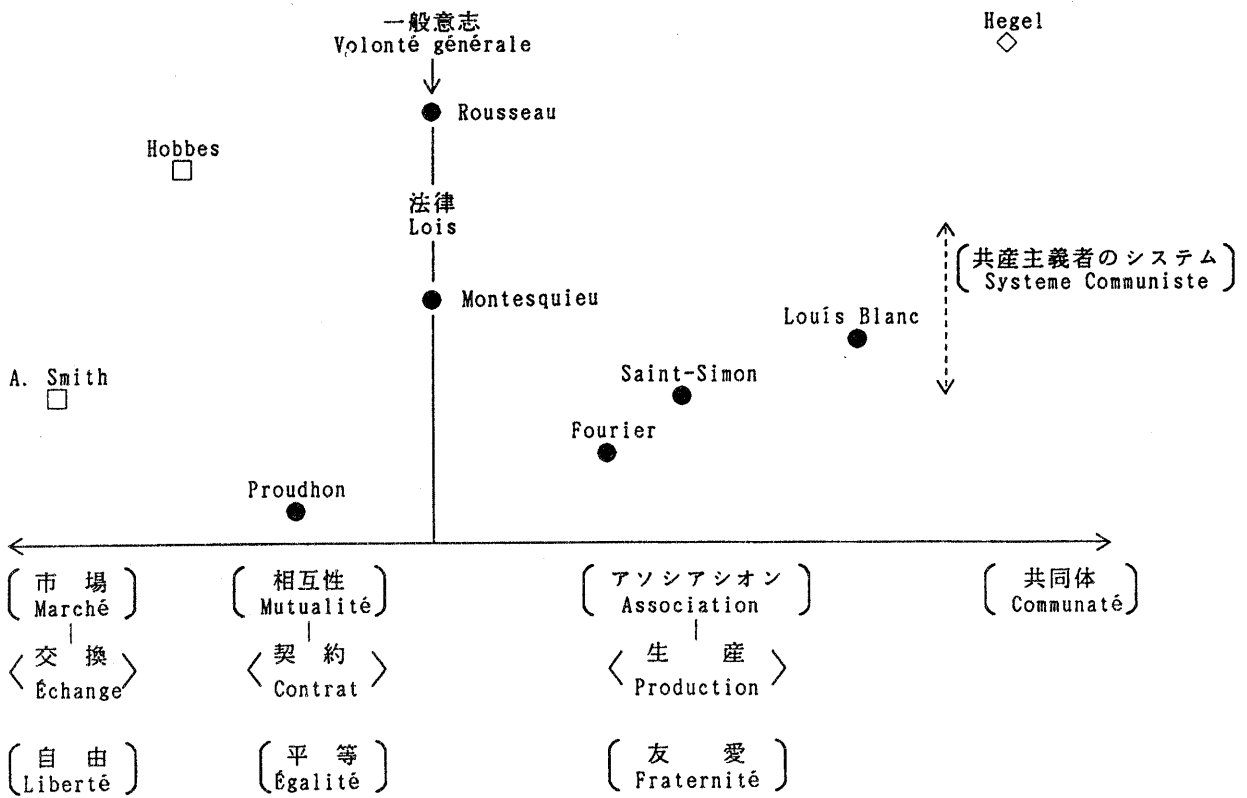 一般意志
Volonté générale
Hegel
Rousseau
Hobbes
法律
Lois
共産主義者のシステム
Systeme Communiste
Montesquieu
Louís Blanc
Saint-Simon
A. Smith
Fourier
Proudhon
市場 相互性 アソシアシオン 共同体
Marché Mutualité Association Communaté
交換 契約 生産
Échange Contrat Production
自由 平等 友愛
Liberté Égalité Fraternité